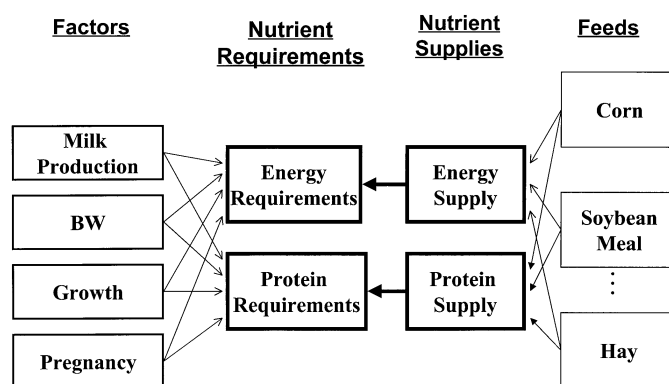 Factors
Nutrient
Requirements
Nutrient
Supplies
Feeds
Milk
Production
BW
Growth
Pregnancy
Energy
Requirements
Protein
Requirements
Energy
Supply
Protein
Supply
Corn
Soybean
Meal
Hay